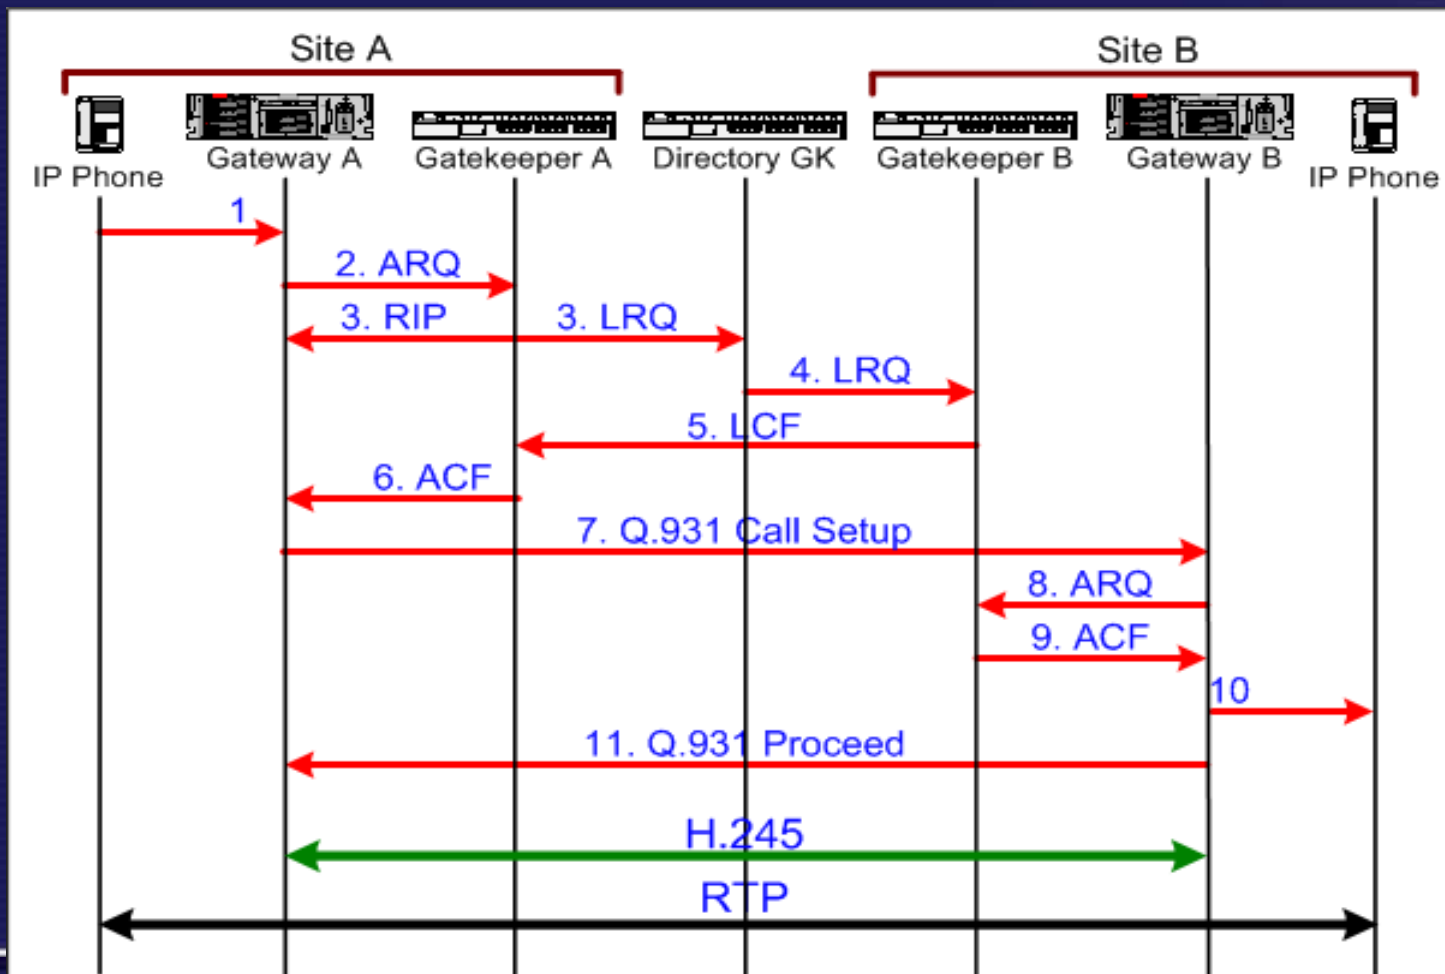 Site A
Site B
IP Phone
Gateway A
Gatekeeper A
Directory GK
Gatekeeper B
Gateway B
IP Phone
1
2. ARQ
3. RIP
3. LRQ
4. LRQ
5. LCF
6. ACF
7. Q.931 Call Setup
8. ARQ
9. ACF
10
11. Q.931 Proceed
H.245
RTP